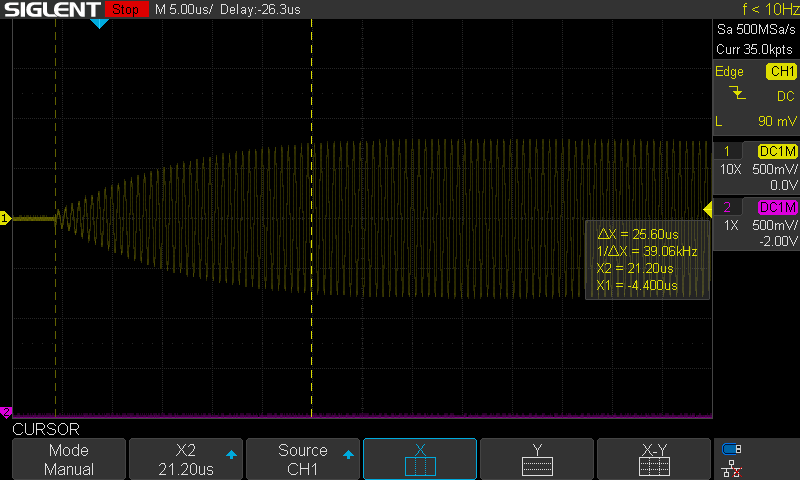 SIGLENT Stop M 5.00us/ Delay:-26.3us f < 10Hz
Sa 500MSa/s
Curr 35.0kpts
Edge CH1
DC
L 90 mV
1 DC1M
10X 500mV/
0.0V
2 DC1M
1X 500mV/
-2.00V
1
ΔX = 25.60us
1/ΔX = 39.06kHz
X2 = 21.20us
X1 = -4.400us
2
CURSOR
Mode
Manual
X2
21.20us
Source
CH1
X
Y
X-Y